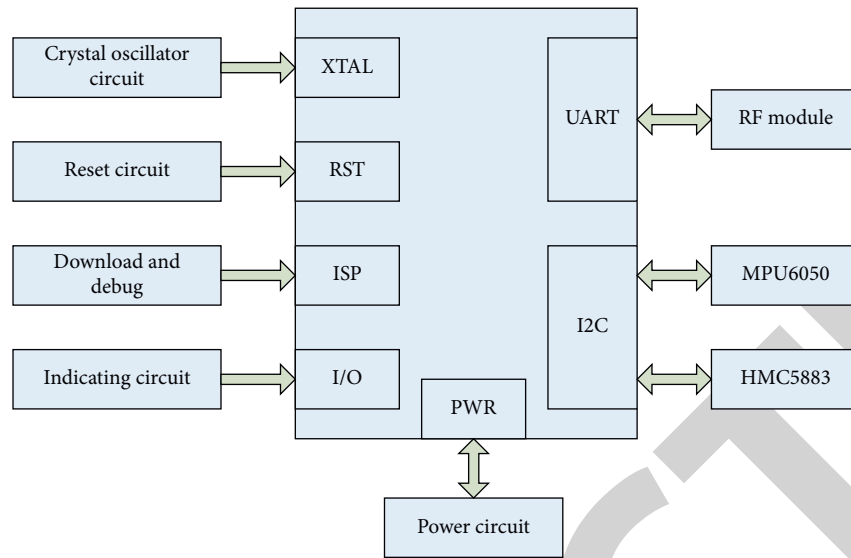 Crystal oscillator
circuit
XTAL
UART
RF module
Reset circuit
RST
Download and
debug
ISP
I2C
MPU6050
Indicating circuit
I/O
HMC5883
PWR
Power circuit